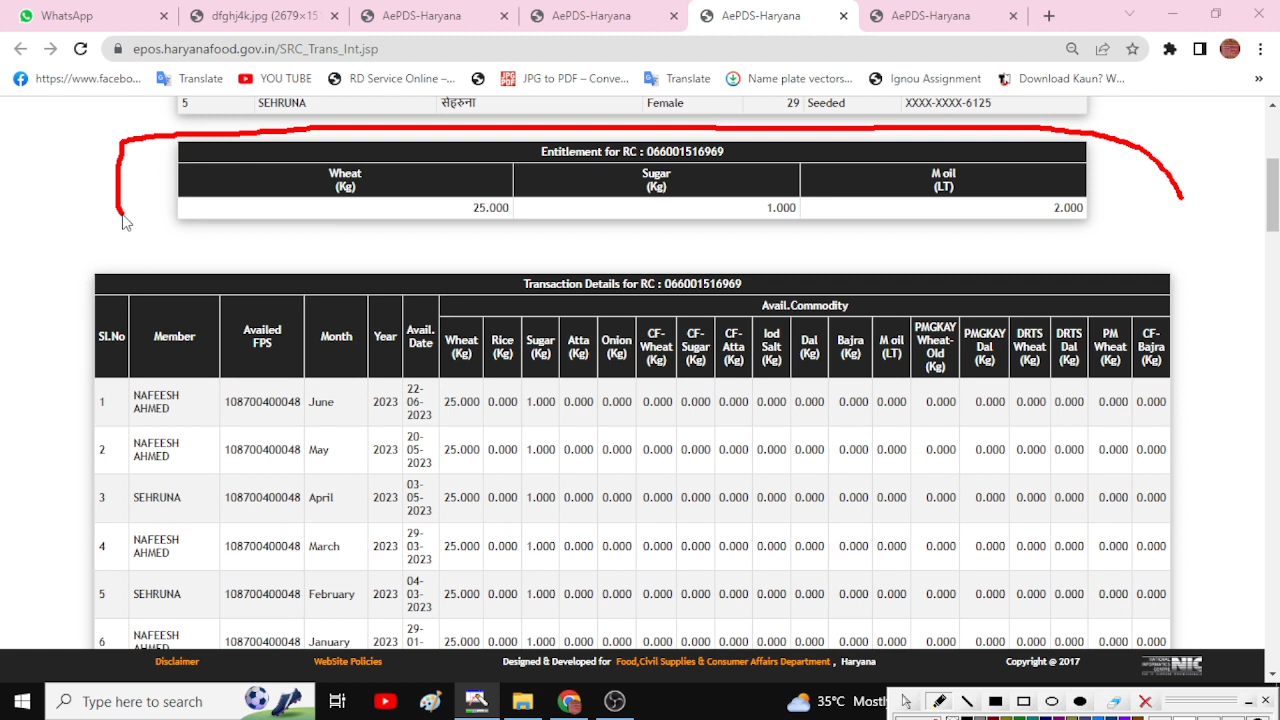 WhatsApp
dfghj4k.jpg (2679×15
AePDS-Haryana
AePDS-Haryana
AePDS-Haryana
AePDS-Haryana
epos.haryanafood.gov.in/SRC_Trans_Int.jsp
https://www.facebo...
Translate
YOU TUBE
RD Service Online –...
JPG to PDF – Conve...
Translate
Name plate vectors...
Ignou Assignment
Download Kaun? W...
»
5 SEHRUNA सेहरुना Female 29 Seeded XXXX-XXXX-6125
Entitlement for RC : 066001516969
Wheat (Kg) Sugar (Kg) M oil (LT)
25.000 1.000 2.000
Transaction Details for RC : 066001516969
Avail.Commodity
Sl.No Member Availed FPS Month Year Avail. Date Wheat (Kg) Rice (Kg) Sugar (Kg) Atta (Kg) Onion (Kg) CF-Wheat (Kg) CF-Sugar (Kg) CF-Atta (Kg) Iod Salt (Kg) Dal (Kg) Bajra (Kg) M oil (LT) PMGKAY Wheat-Old (Kg) PMGKAY Dal (Kg) DRTS Wheat (Kg) DRTS Dal (Kg) PM Wheat (Kg) CF-Bajra (Kg)
1 NAFEESH AHMED 108700400048 June 2023 22-06-2023 25.000 0.000 1.000 0.000 0.000 0.000 0.000 0.000 0.000 0.000 0.000 0.000 0.000 0.000 0.000 0.000 0.000 0.000
2 NAFEESH AHMED 108700400048 May 2023 20-05-2023 25.000 0.000 1.000 0.000 0.000 0.000 0.000 0.000 0.000 0.000 0.000 0.000 0.000 0.000 0.000 0.000 0.000 0.000
3 SEHRUNA 108700400048 April 2023 03-05-2023 25.000 0.000 1.000 0.000 0.000 0.000 0.000 0.000 0.000 0.000 0.000 0.000 0.000 0.000 0.000 0.000 0.000 0.000
4 NAFEESH AHMED 108700400048 March 2023 29-03-2023 25.000 0.000 1.000 0.000 0.000 0.000 0.000 0.000 0.000 0.000 0.000 0.000 0.000 0.000 0.000 0.000 0.000 0.000
5 SEHRUNA 108700400048 February 2023 04-03-2023 25.000 0.000 1.000 0.000 0.000 0.000 0.000 0.000 0.000 0.000 0.000 0.000 0.000 0.000 0.000 0.000 0.000 0.000
6 NAFEESH AHMED 108700400048 January 2023 29-01- 25.000 0.000 1.000 0.000 0.000 0.000 0.000 0.000 0.000 0.000 0.000 0.000 0.000 0.000 0.000 0.000 0.000 0.000
Disclaimer WebSite Policies Designed & Developed for Food,Civil Supplies & Consumer Affairs Department , Haryana Copyright @ 2017 NIC
Type here to search 35°C Mostl